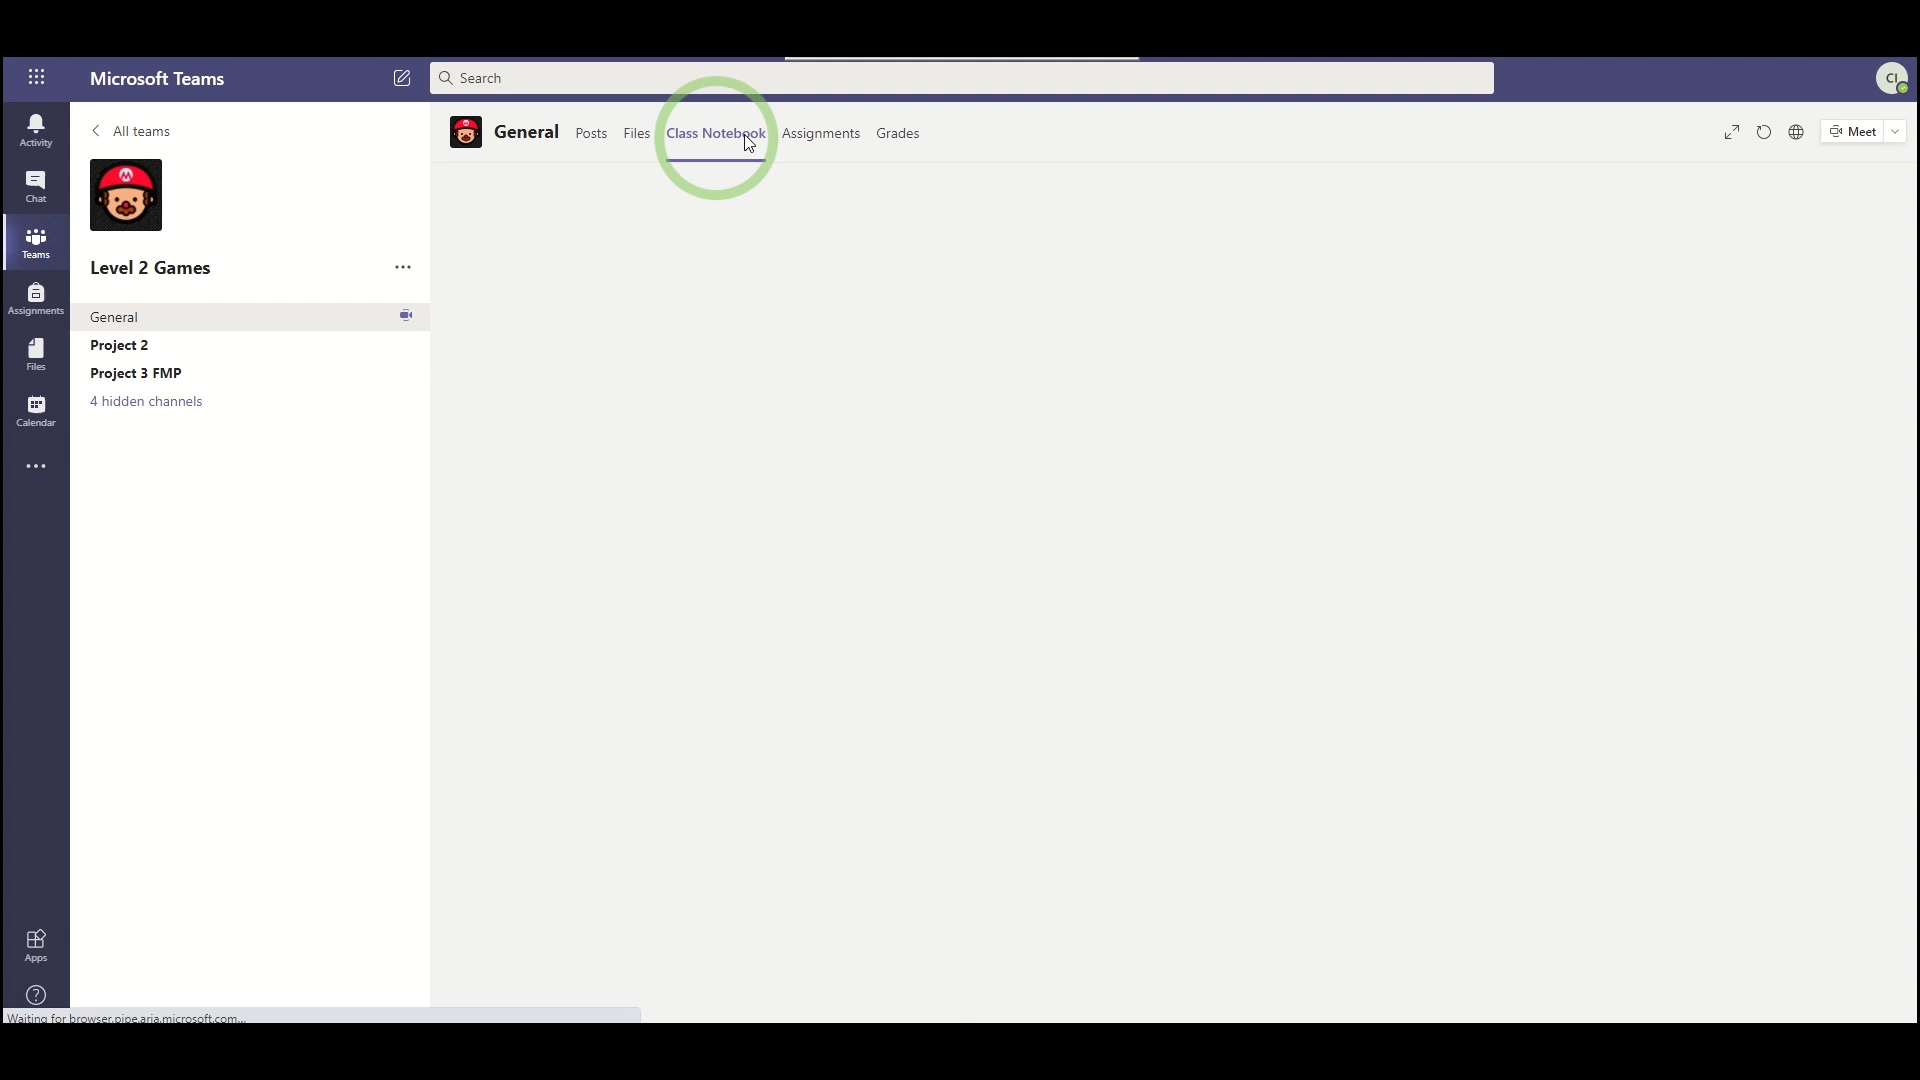 Microsoft Teams
Search
CI
Activity
Chat
Teams
Assignments
Files
Calendar
Apps
All teams
Level 2 Games
General
Project 2
Project 3 FMP
4 hidden channels
General Posts Files Class Notebook Assignments Grades
Meet
Waiting for browser.pipe.aria.microsoft.com...